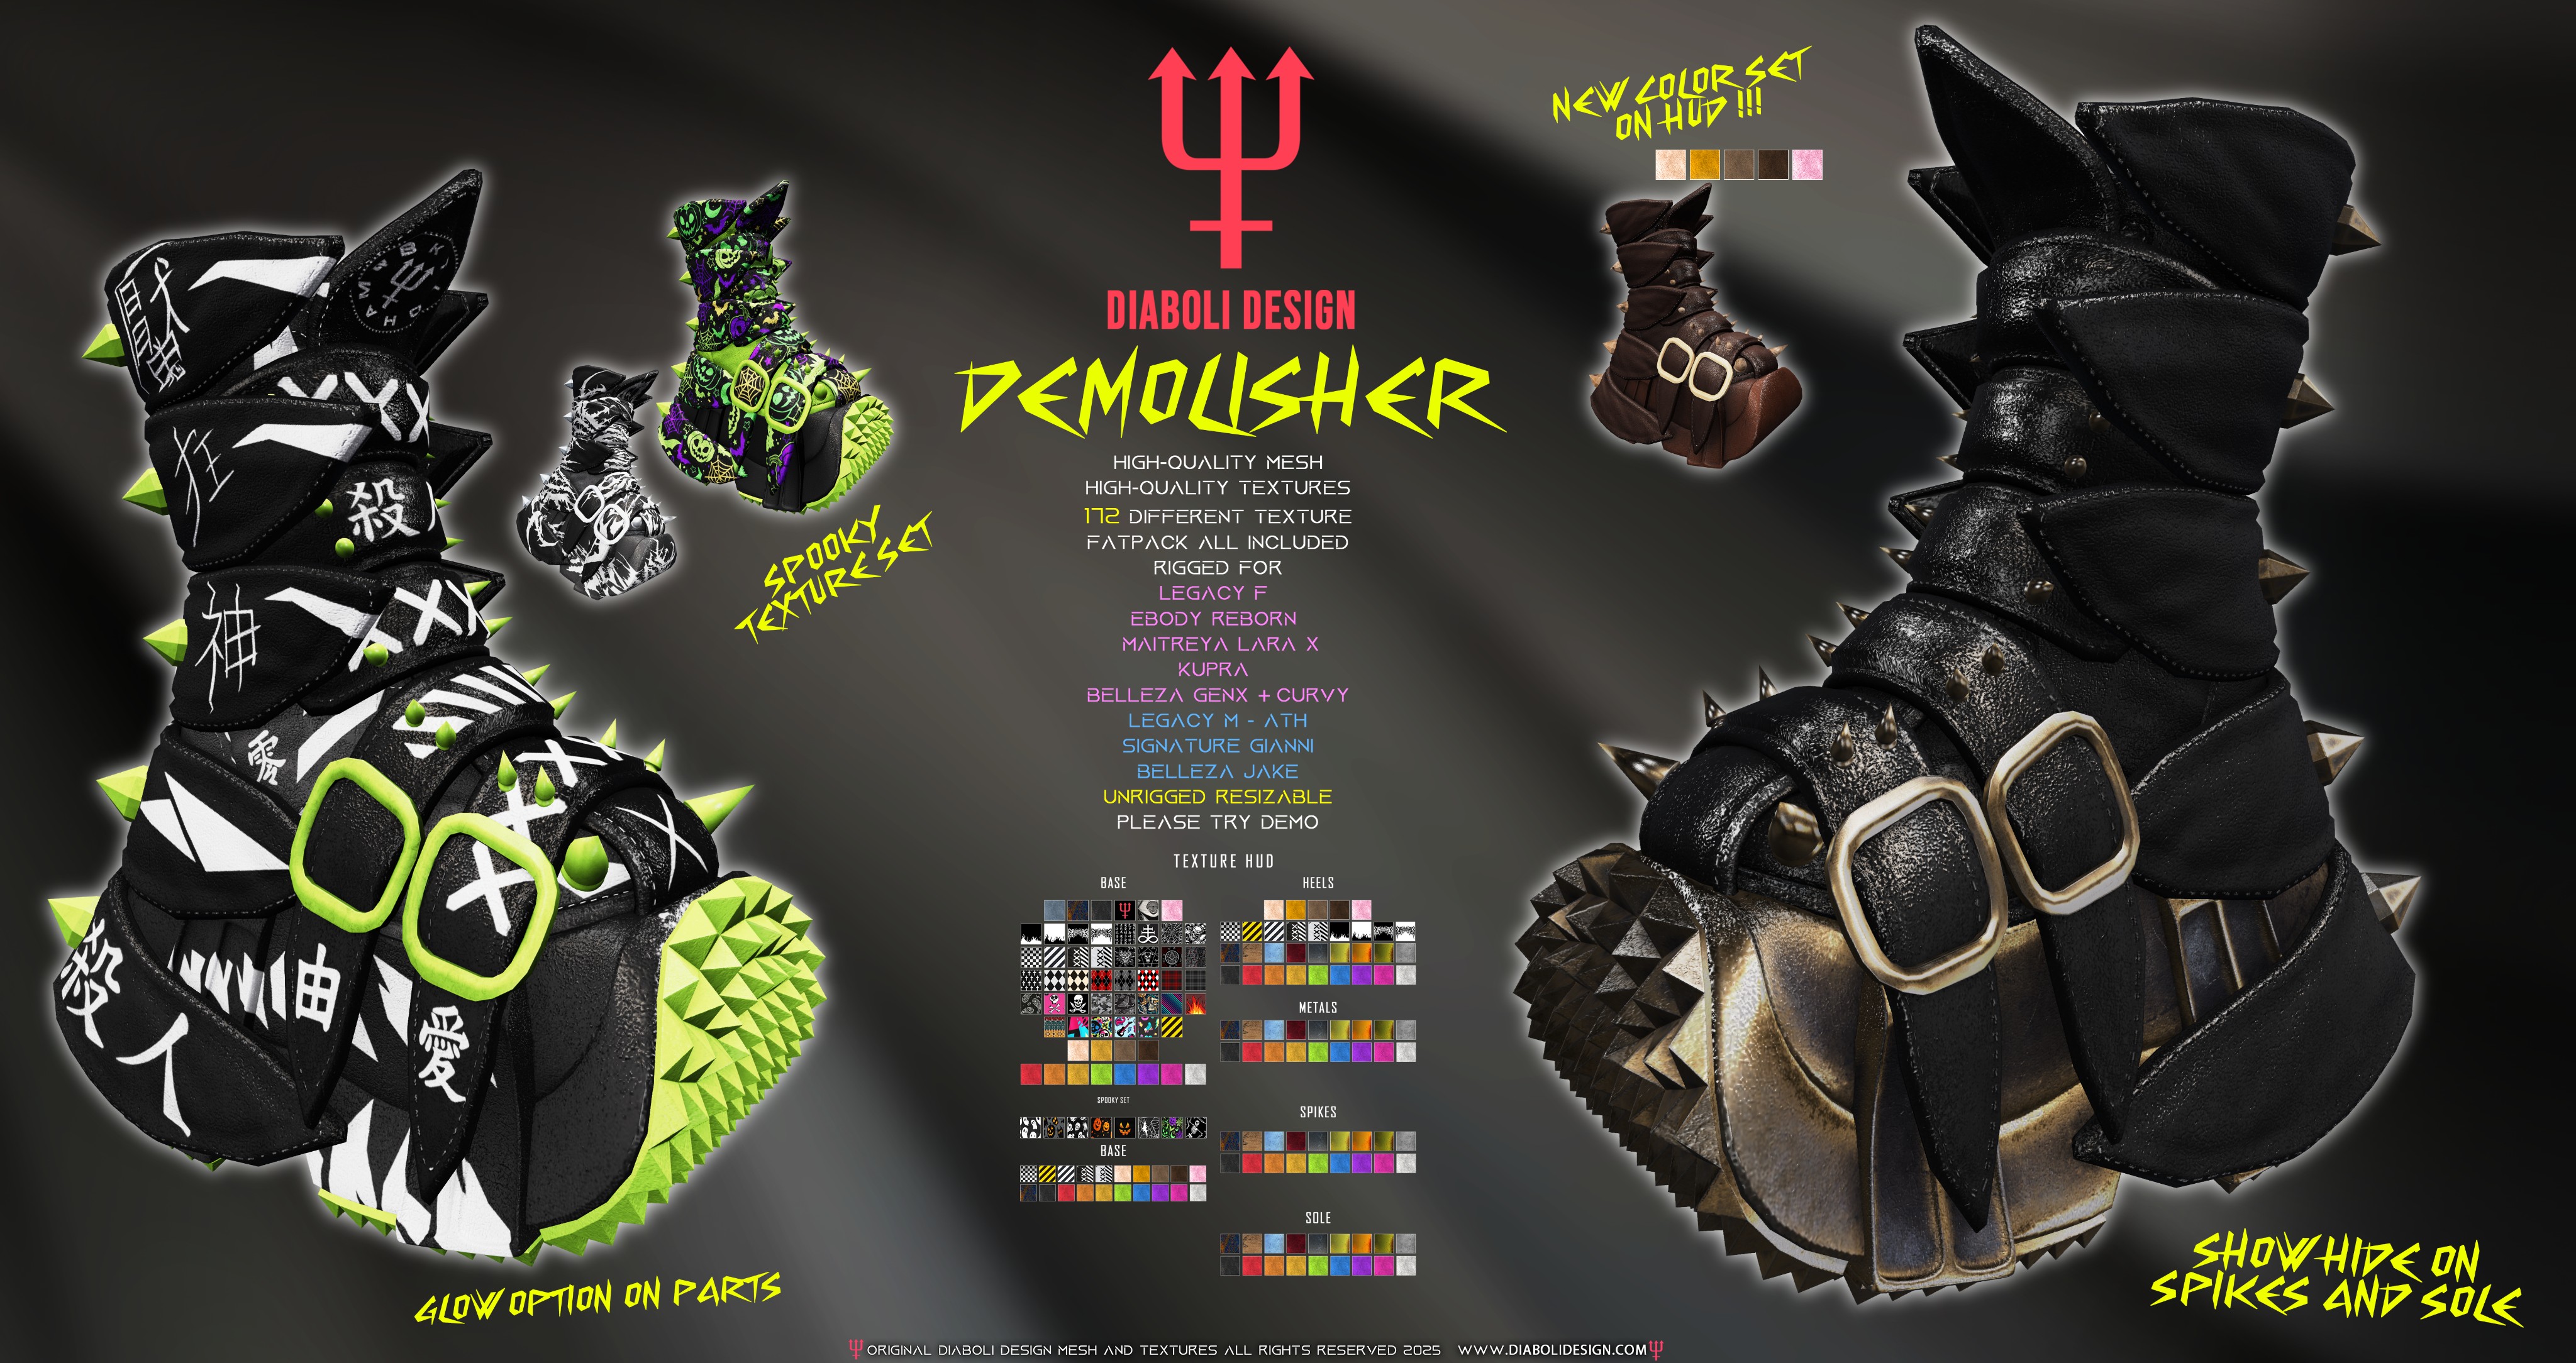 NEW COLOR SET
ON HUD !!!
DIABOLI DESIGN
DEMOLISHER
HIGH-QUALITY MESH
HIGH-QUALITY TEXTURES
172 DIFFERENT TEXTURE
FATPACK ALL INCLUDED
RIGGED FOR
LEGACY F
EBODY REBORN
MAITREYA LARA X
KUPRA
BELLEZA GENX + CURVY
LEGACY M - ATH
SIGNATURE GIANNI
BELLEZA JAKE
UNRIGGED RESIZABLE
PLEASE TRY DEMO
SPOOKY
TEXTURE SET
TEXTURE HUD
BASE
HEELS
METALS
SPOOKY SET
BASE
SPIKES
SOLE
XXX
狂
殺
神
XXX
零
X
X
X
X
殺
人
由
愛
GLOW OPTION ON PARTS
SHOW HIDE ON
SPIKES AND SOLE
ORIGINAL DIABOLI DESIGN MESH AND TEXTURES ALL RIGHTS RESERVED 2025 WWW.DIABOLIDESIGN.COM